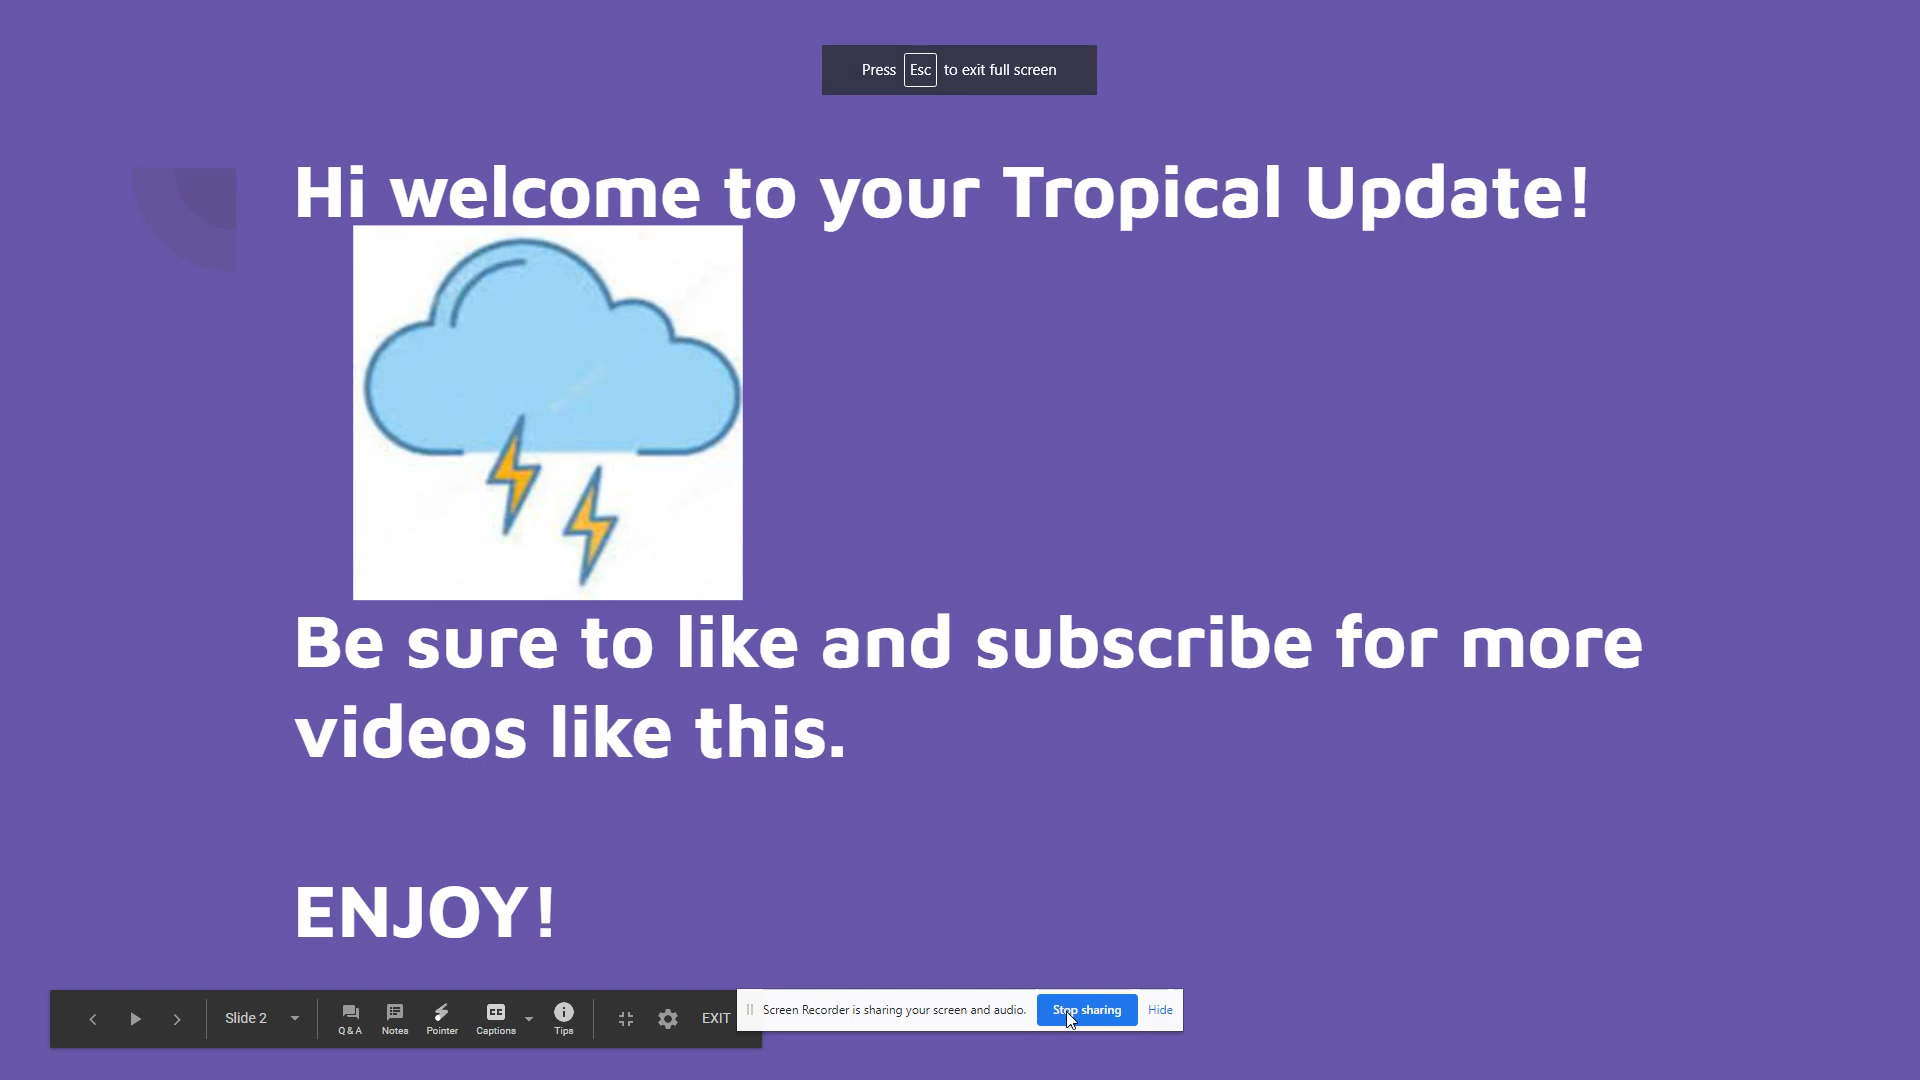 Press Esc to exit full screen
Hi welcome to your Tropical Update!
Be sure to like and subscribe for more
videos like this.
ENJOY!
Slide 2
Q & A
Notes
Pointer
Captions
Tips
EXIT
Screen Recorder is sharing your screen and audio.
Stop sharing
Hide